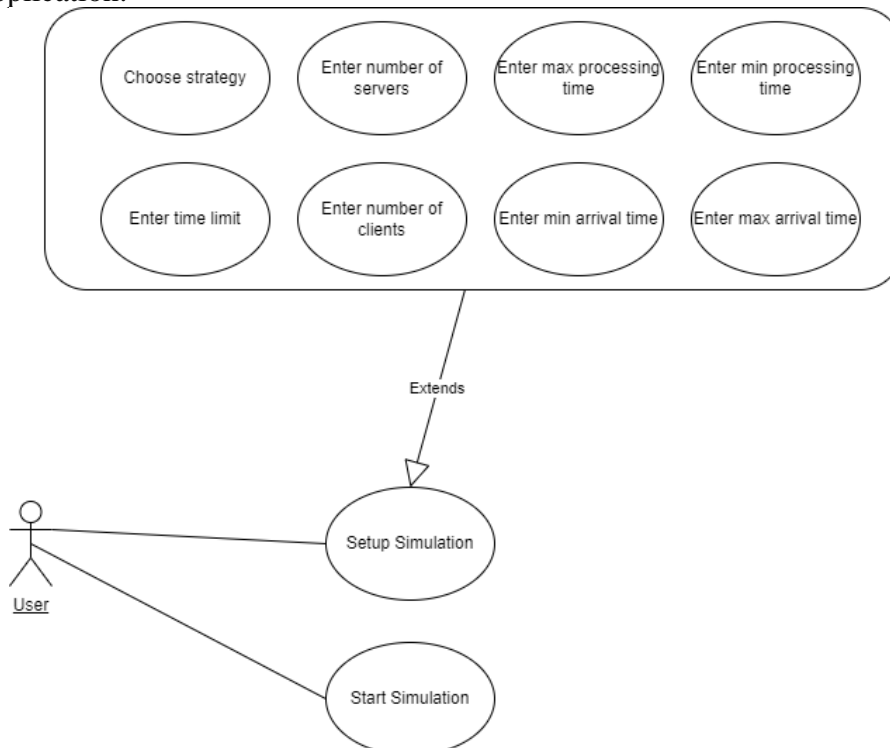 Choose strategy
Enter number of
servers
Enter max processing
time
Enter min processing
time
Enter time limit
Enter number of
clients
Enter min arrival time
Enter max arrival time
Extends
Setup Simulation
User
Start Simulation